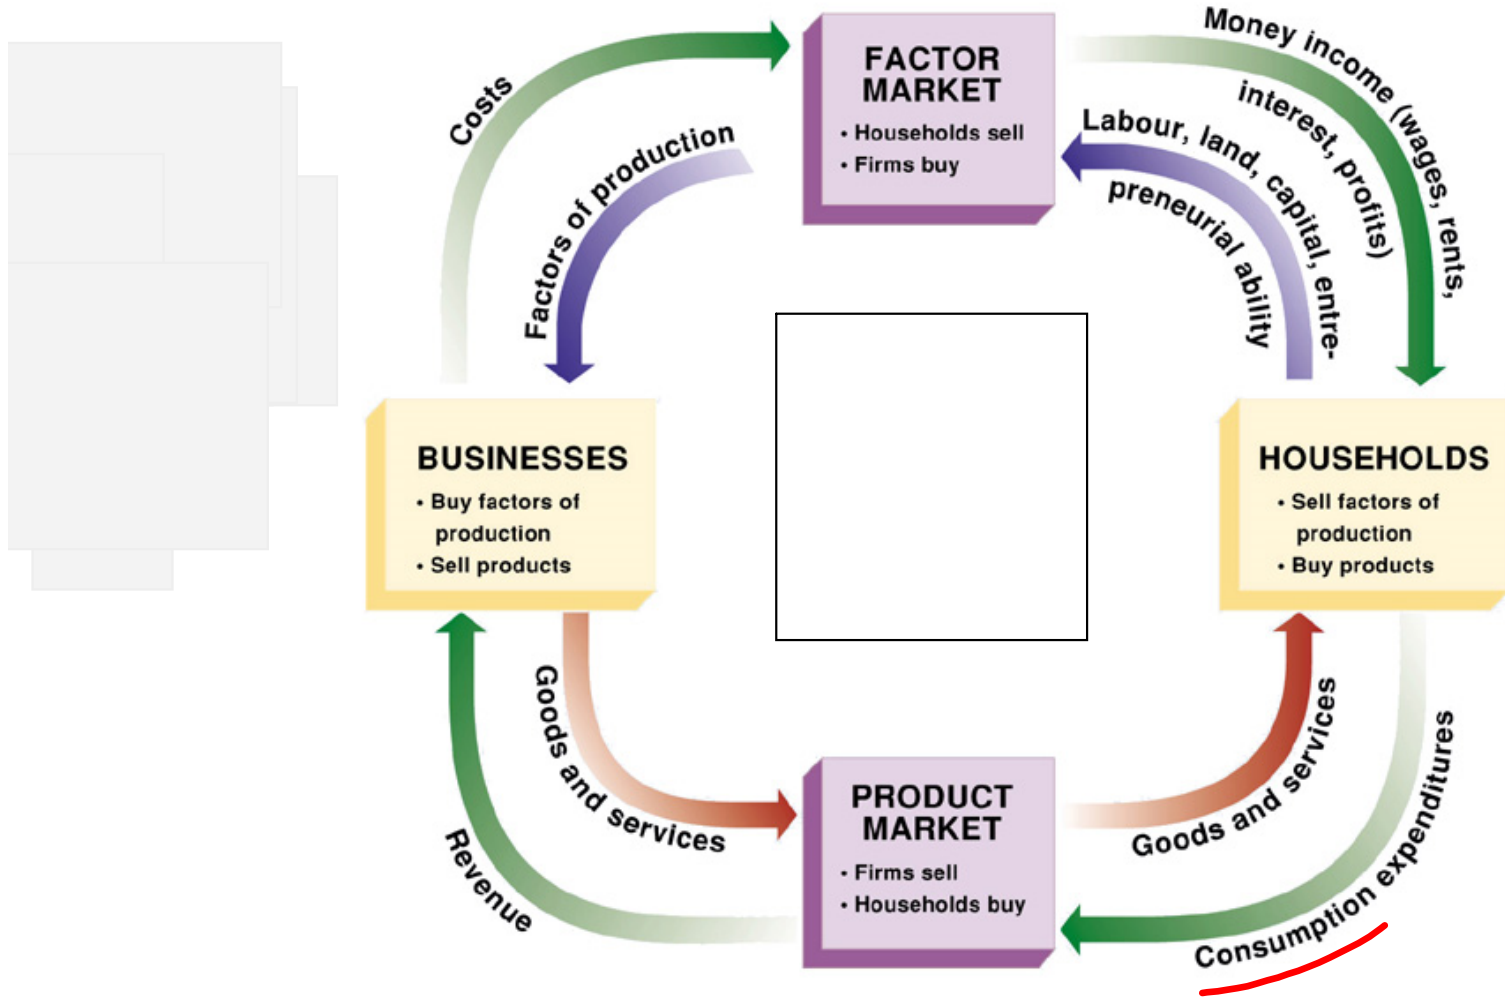 Costs
FACTOR
MARKET
• Households sell
• Firms buy
Money income (wages, rents,
interest, profits)
Labour, land, capital, entre-
preneurial ability
Factors of production
BUSINESSES
• Buy factors of
production
• Sell products
HOUSEHOLDS
• Sell factors of
production
• Buy products
Goods and services
Revenue
PRODUCT
MARKET
• Firms sell
• Households buy
Goods and services
Consumption expenditures